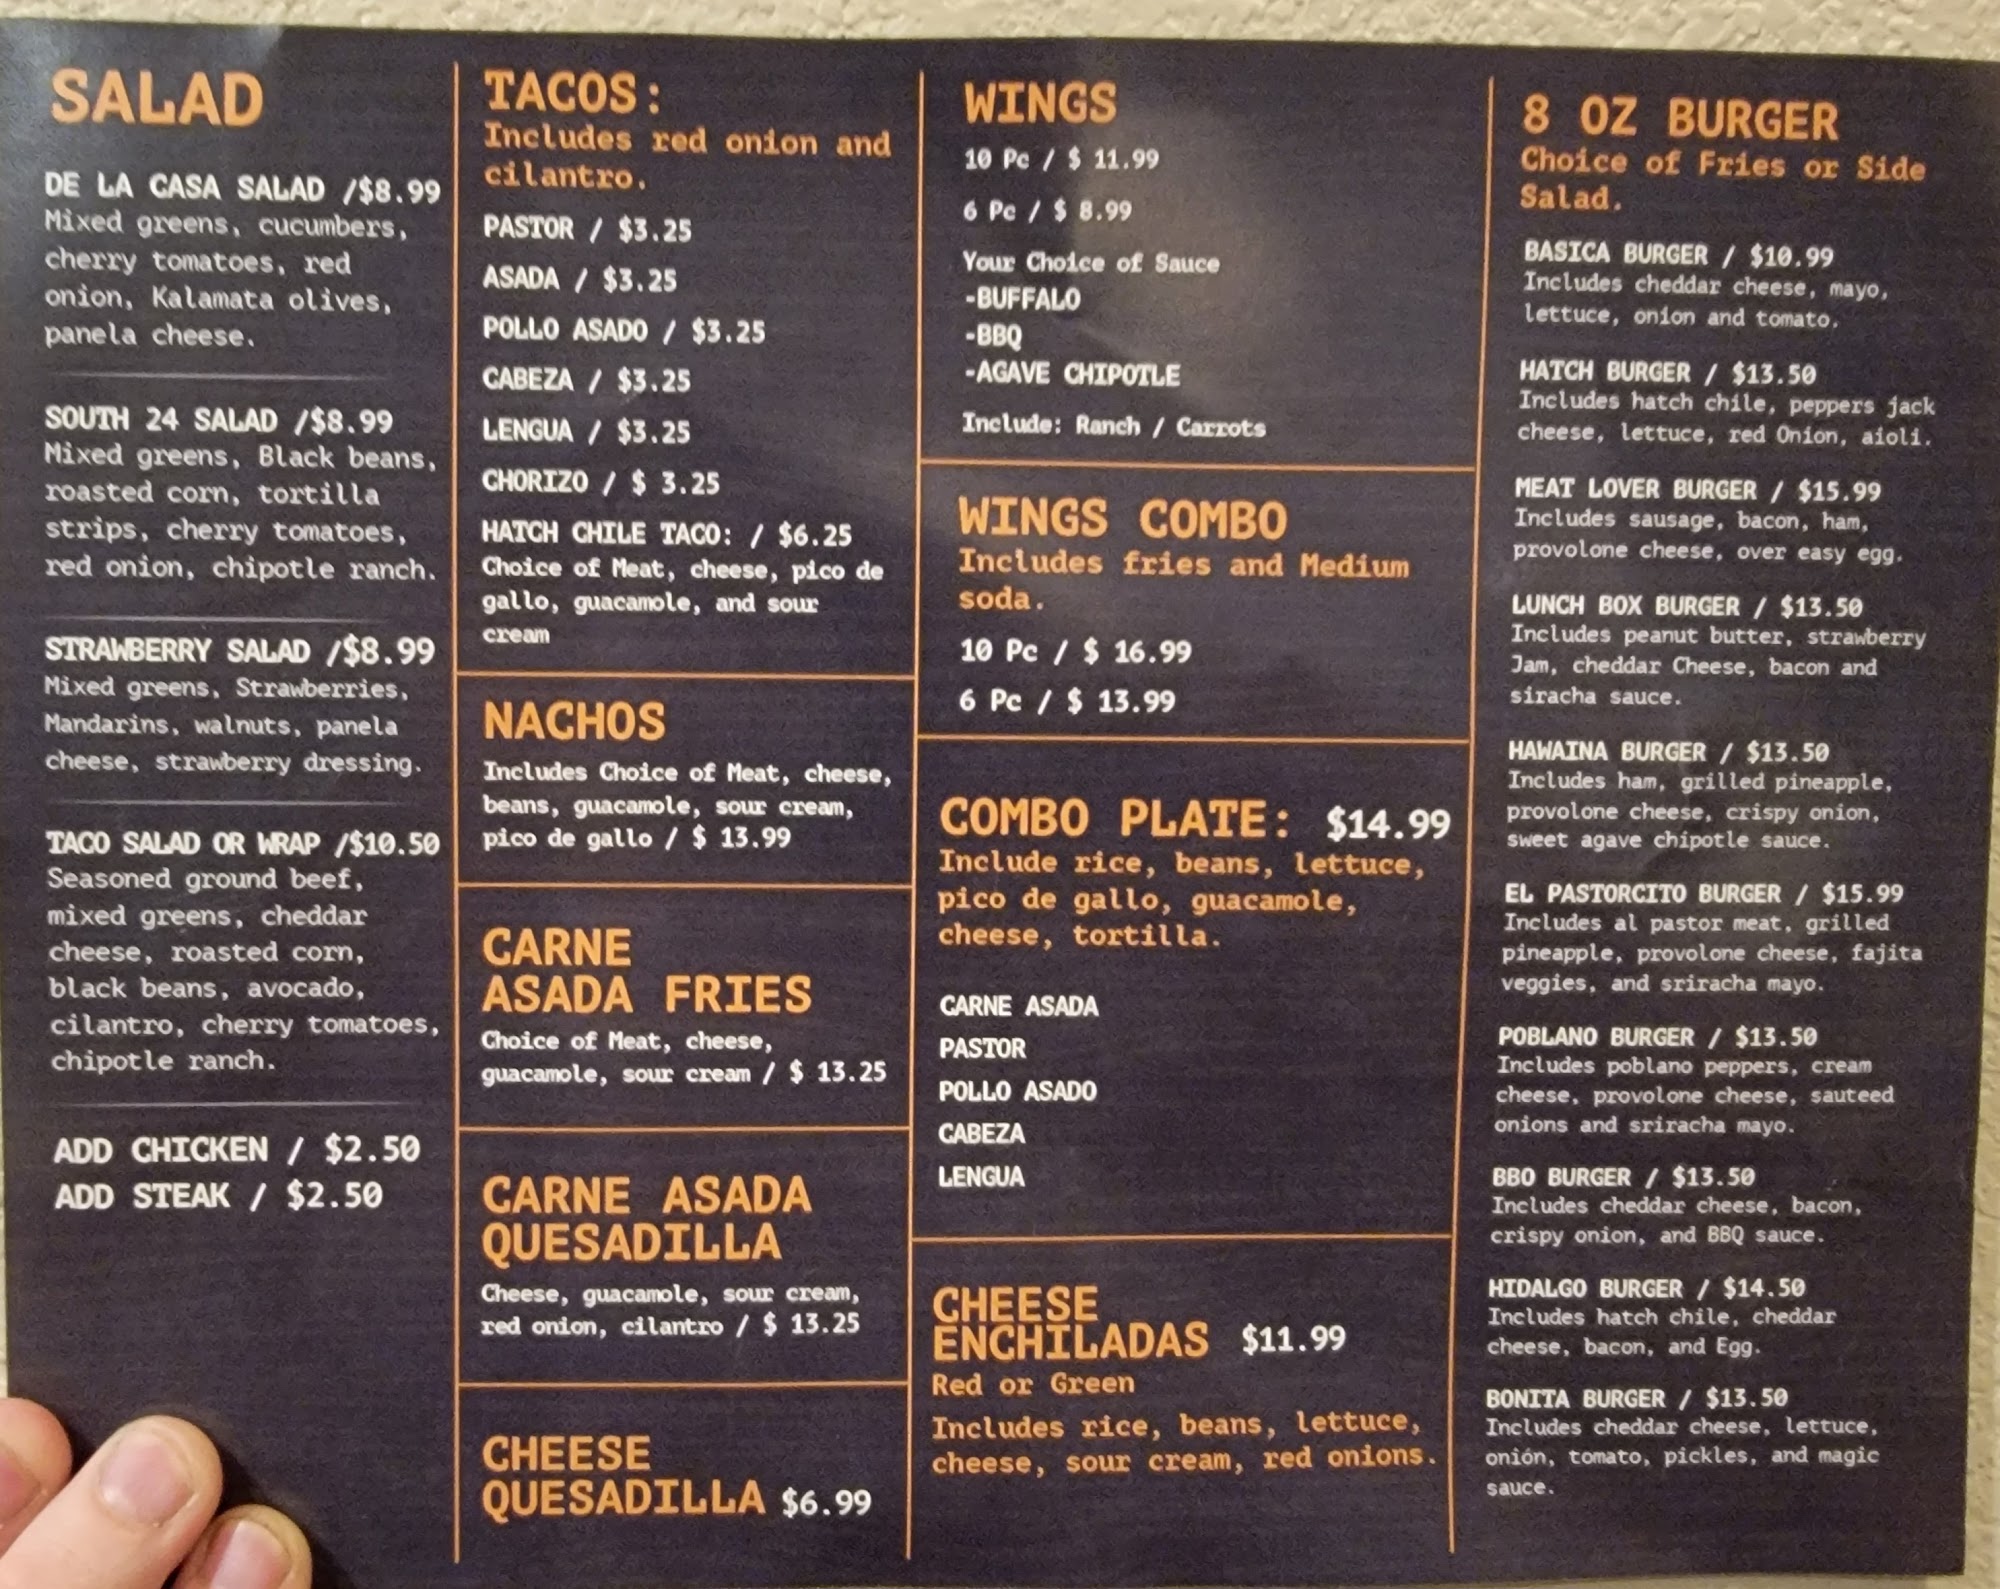 SALAD
DE LA CASA SALAD /$8.99
Mixed greens, cucumbers,
cherry tomatoes, red
onion, Kalamata olives,
panela cheese.
SOUTH 24 SALAD /$8.99
Mixed greens, Black beans,
roasted corn, tortilla
strips, cherry tomatoes,
red onion, chipotle ranch.
STRAWBERRY SALAD /$8.99
Mixed greens, Strawberries,
Mandarins, walnuts, panela
cheese, strawberry dressing.
TACO SALAD OR WRAP /$10.50
Seasoned ground beef,
mixed greens, cheddar
cheese, roasted corn,
black beans, avocado,
cilantro, cherry tomatoes,
chipotle ranch.
ADD CHICKEN / $2.50
ADD STEAK / $2.50
TACOS:
Includes red onion and
cilantro.
PASTOR / $3.25
ASADA / $3.25
POLLO ASADO / $3.25
CABEZA / $3.25
LENGUA / $3.25
CHORIZO / $ 3.25
HATCH CHILE TACO: / $6.25
Choice of Meat, cheese, pico de
gallo, guacamole, and sour
cream
NACHOS
Includes Choice of Meat, cheese,
beans, guacamole, sour cream,
pico de gallo / $ 13.99
CARNE
ASADA FRIES
Choice of Meat, cheese,
guacamole, sour cream / $ 13.25
CARNE ASADA
QUESADILLA
Cheese, guacamole, sour cream,
red onion, cilantro / $ 13.25
CHEESE
QUESADILLA $6.99
WINGS
10 Pc / $ 11.99
6 Pc / $ 8.99
Your Choice of Sauce
-BUFFALO
-BBQ
-AGAVE CHIPOTLE
Include: Ranch / Carrots
WINGS COMBO
Includes fries and Medium
soda.
10 Pc / $ 16.99
6 Pc / $ 13.99
COMBO PLATE: $14.99
Include rice, beans, lettuce,
pico de gallo, guacamole,
cheese, tortilla.
CARNE ASADA
PASTOR
POLLO ASADO
CABEZA
LENGUA
CHEESE
ENCHILADAS $11.99
Red or Green
Includes rice, beans, lettuce,
cheese, sour cream, red onions.
8 OZ BURGER
Choice of Fries or Side
Salad.
BASICA BURGER / $10.99
Includes cheddar cheese, mayo,
lettuce, onion and tomato.
HATCH BURGER / $13.50
Includes hatch chile, peppers jack
cheese, lettuce, red Onion, aioli.
MEAT LOVER BURGER / $15.99
Includes sausage, bacon, ham,
provolone cheese, over easy egg.
LUNCH BOX BURGER / $13.50
Includes peanut butter, strawberry
Jam, cheddar Cheese, bacon and
siracha sauce.
HAWAINA BURGER / $13.50
Includes ham, grilled pineapple,
provolone cheese, crispy onion,
sweet agave chipotle sauce.
EL PASTORCITO BURGER / $15.99
Includes al pastor meat, grilled
pineapple, provolone cheese, fajita
veggies, and sriracha mayo.
POBLANO BURGER / $13.50
Includes poblano peppers, cream
cheese, provolone cheese, sauteed
onions and sriracha mayo.
BBO BURGER / $13.50
Includes cheddar cheese, bacon,
crispy onion, and BBQ sauce.
HIDALGO BURGER / $14.50
Includes hatch chile, cheddar
cheese, bacon, and Egg.
BONITA BURGER / $13.50
Includes cheddar cheese, lettuce,
onión, tomato, pickles, and magic
sauce.